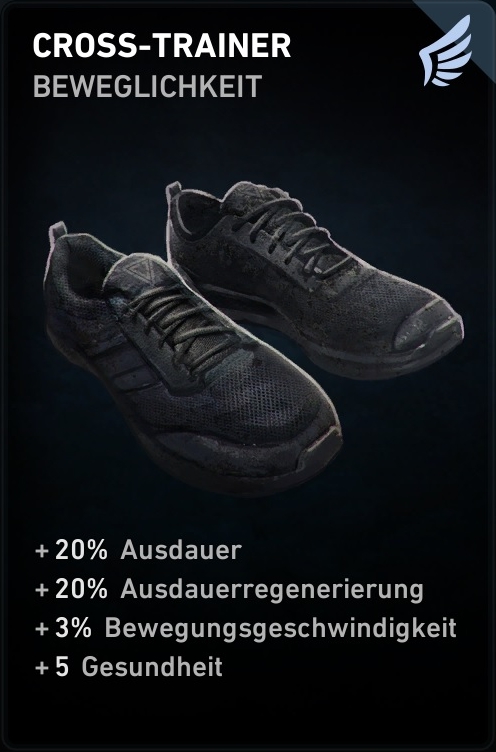 CROSS-TRAINER
BEWEGLICHKEIT
+ 20% Ausdauer
+ 20% Ausdauerregenerierung
+ 3% Bewegungsgeschwindigkeit
+ 5 Gesundheit